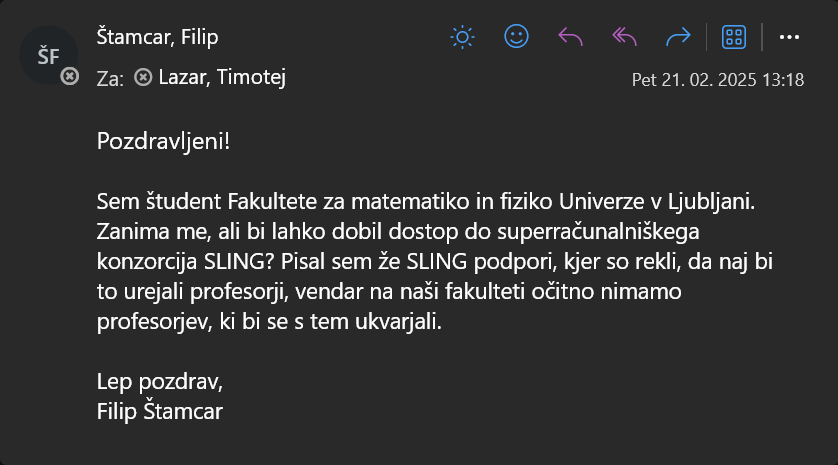 Štamcar, Filip
ŠF
Za: Lazar, Timotej
Pet 21. 02. 2025 13:18
Pozdravljeni!
Sem študent Fakultete za matematiko in fiziko Univerze v Ljubljani.
Zanima me, ali bi lahko dobil dostop do superračunalniškega
konzorcija SLING? Pisal sem že SLING podpori, kjer so rekli, da naj bi
to urejali profesorji, vendar na naši fakulteti očitno nimamo
profesorjev, ki bi se s tem ukvarjali.
Lep pozdrav,
Filip Štamcar